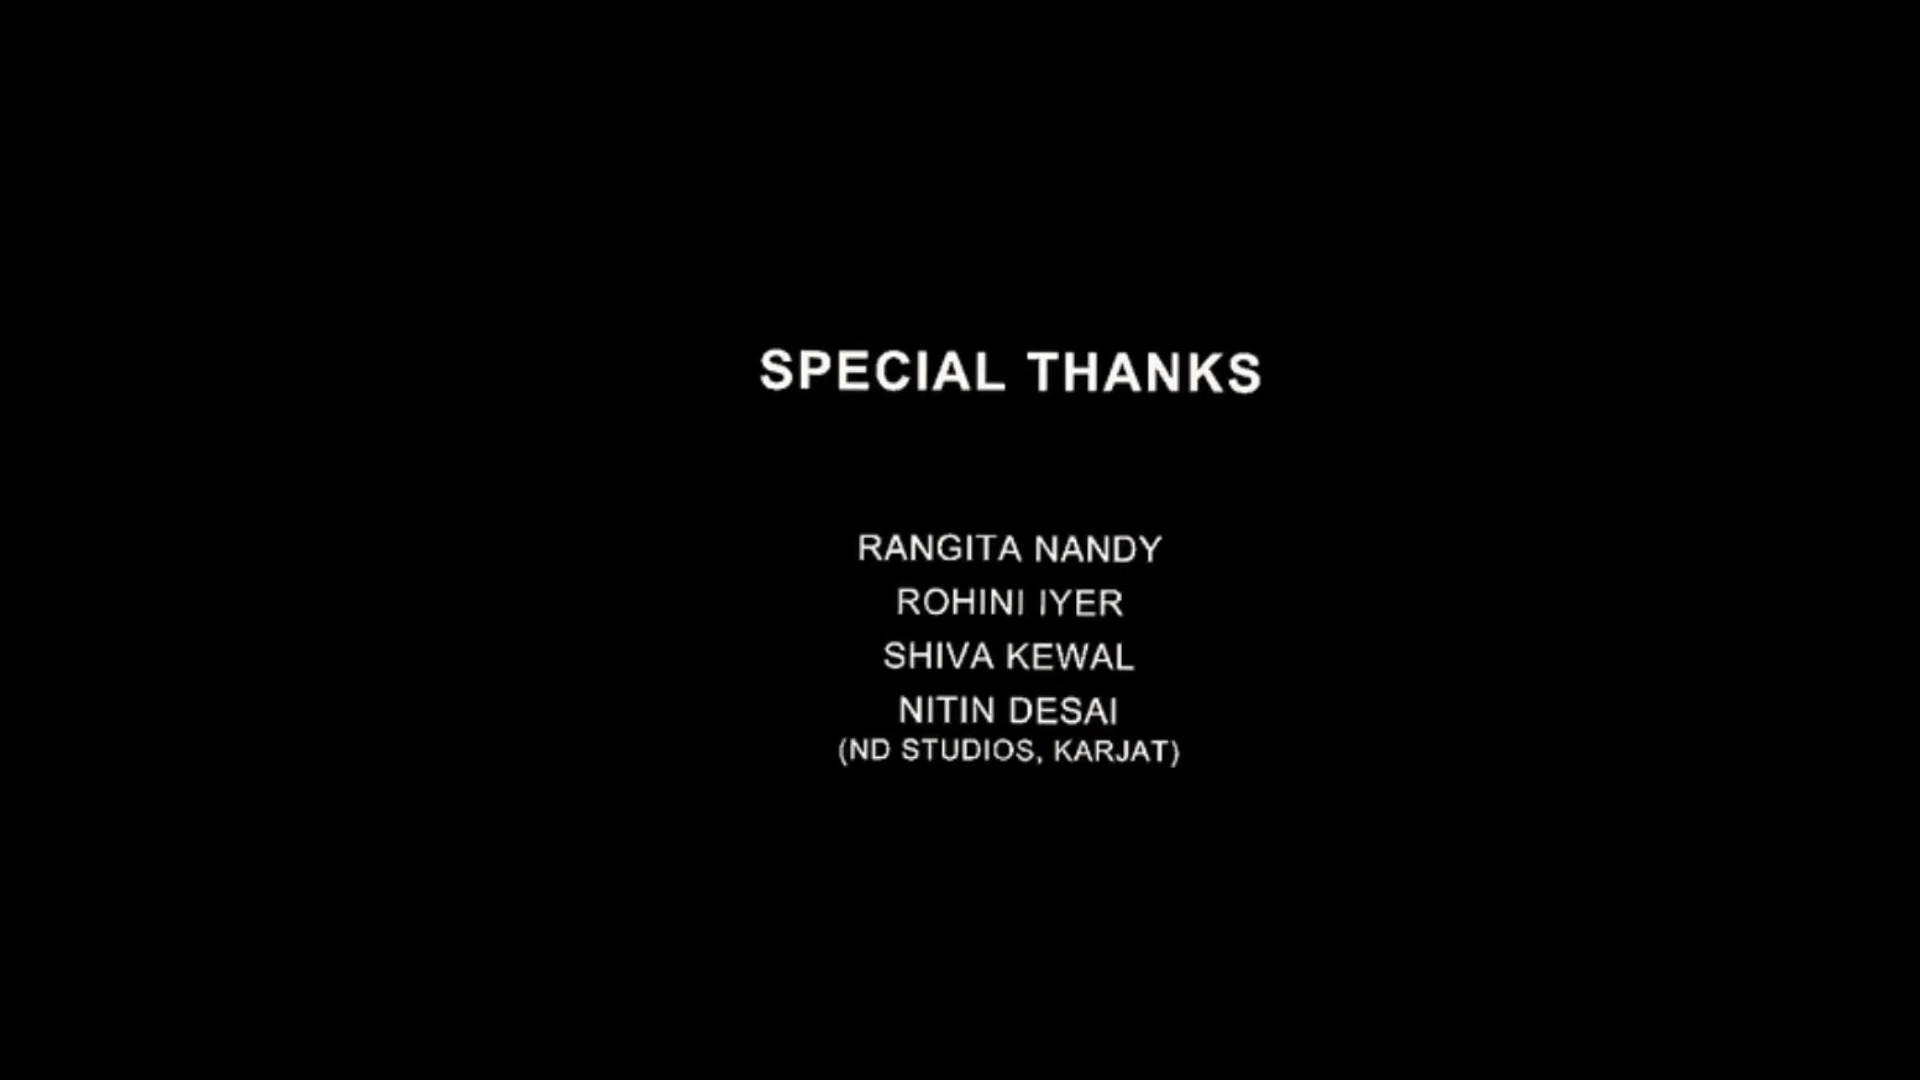 SPECIAL THANKS
RANGITA NANDY
ROHINI IYER
SHIVA KEWAL
NITIN DESAI
(ND STUDIOS, KARJAT)